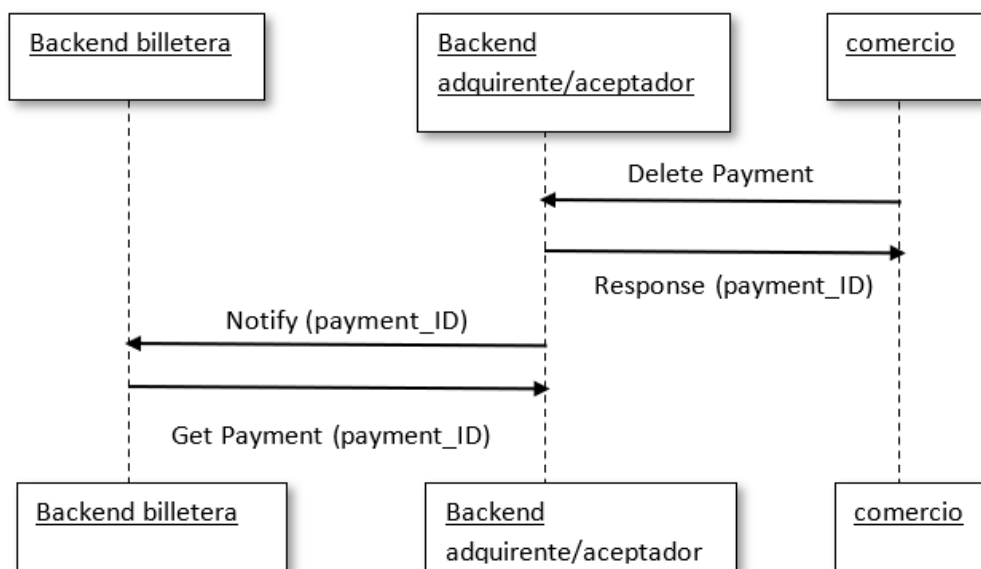 Backend billetera
Backend
adquirente/aceptador
comercio
Delete Payment
Response (payment_ID)
Notify (payment_ID)
Get Payment (payment_ID)
Backend billetera
Backend
adquirente/aceptador
comercio